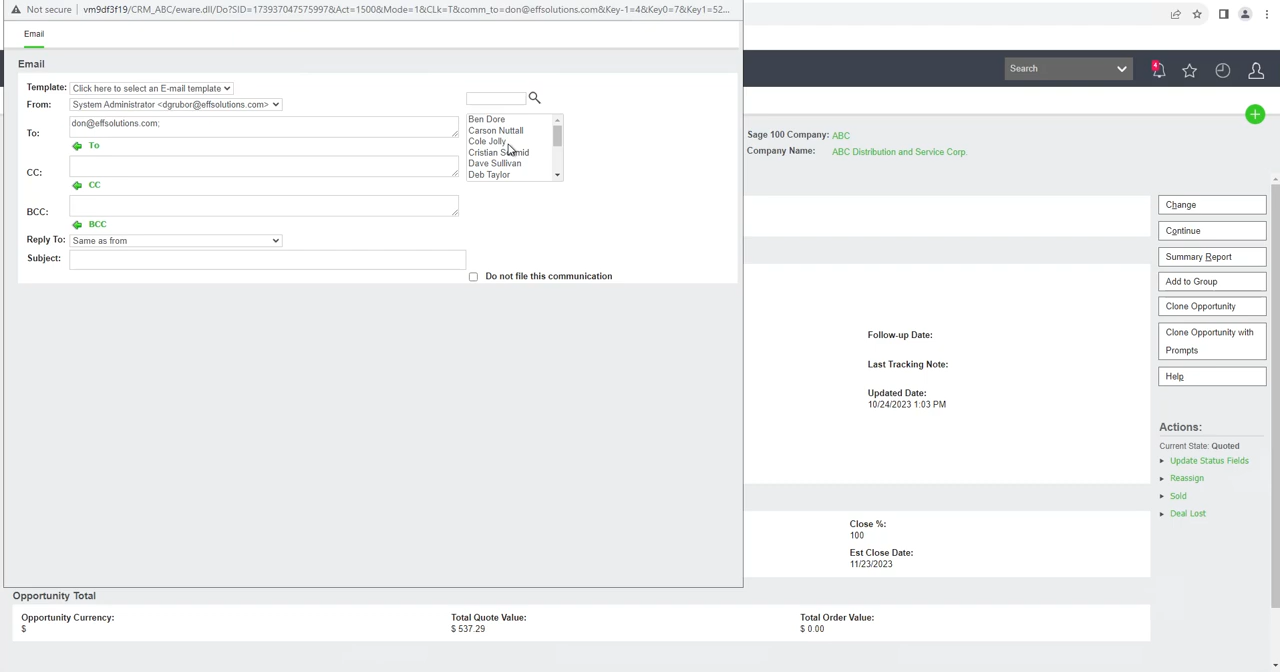 Not secure vm9df3f19/CRM_ABC/eware.dll/Do?SID=173937047575997&Act=1500&Mode=1&CLk=T&comm_to=don@effsolutions.com&Key-1=4&Key0=7&Key1=52...
Email
Search
4
Email
Template: Click here to select an E-mail template
From: System Administrator <dgrubor@effsolutions.com>
To: don@effsolutions.com;
To
CC:
CC
BCC:
BCC
Reply To: Same as from
Subject:
Ben Dore
Carson Nuttall
Cole Jolly
Cristian
Dave Sullivan
Deb Taylor
Do not file this communication
Sage 100 Company: ABC
Company Name: ABC Distribution and Service Corp.
Follow-up Date:
Last Tracking Note:
Updated Date:
10/24/2023 1:03 PM
Close %:
100
Est Close Date:
11/23/2023
Change
Continue
Summary Report
Add to Group
Clone Opportunity
Clone Opportunity with
Prompts
Help
Actions:
Current State: Quoted
Update Status Fields
Reassign
Sold
Deal Lost
Opportunity Total
Opportunity Currency:
$
Total Quote Value:
$ 537.29
Total Order Value:
$ 0.00